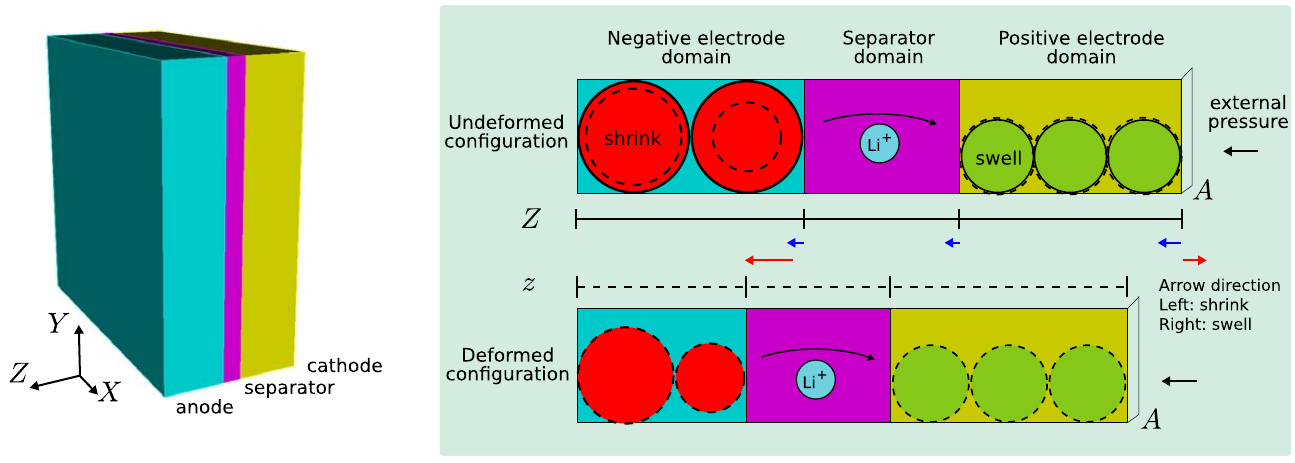 Y
Z
X
anode
separator
cathode
Negative electrode
domain
Separator
domain
Positive electrode
domain
Undeformed
configuration
shrink
Li+
swell
external
pressure
A
Z
z
Arrow direction
Left: shrink
Right: swell
Deformed
configuration
Li+
A